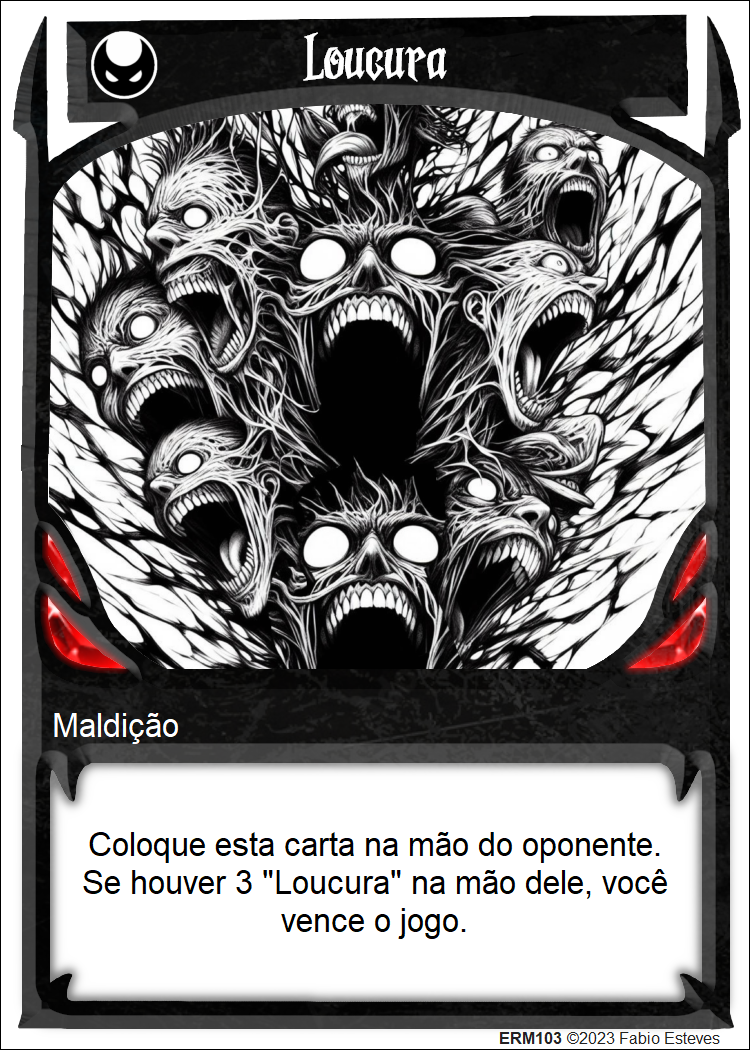 Loucura
Maldição
Coloque esta carta na mão do oponente.
Se houver 3 "Loucura" na mão dele, você
vence o jogo.
ERM103 ©2023 Fabio Esteves